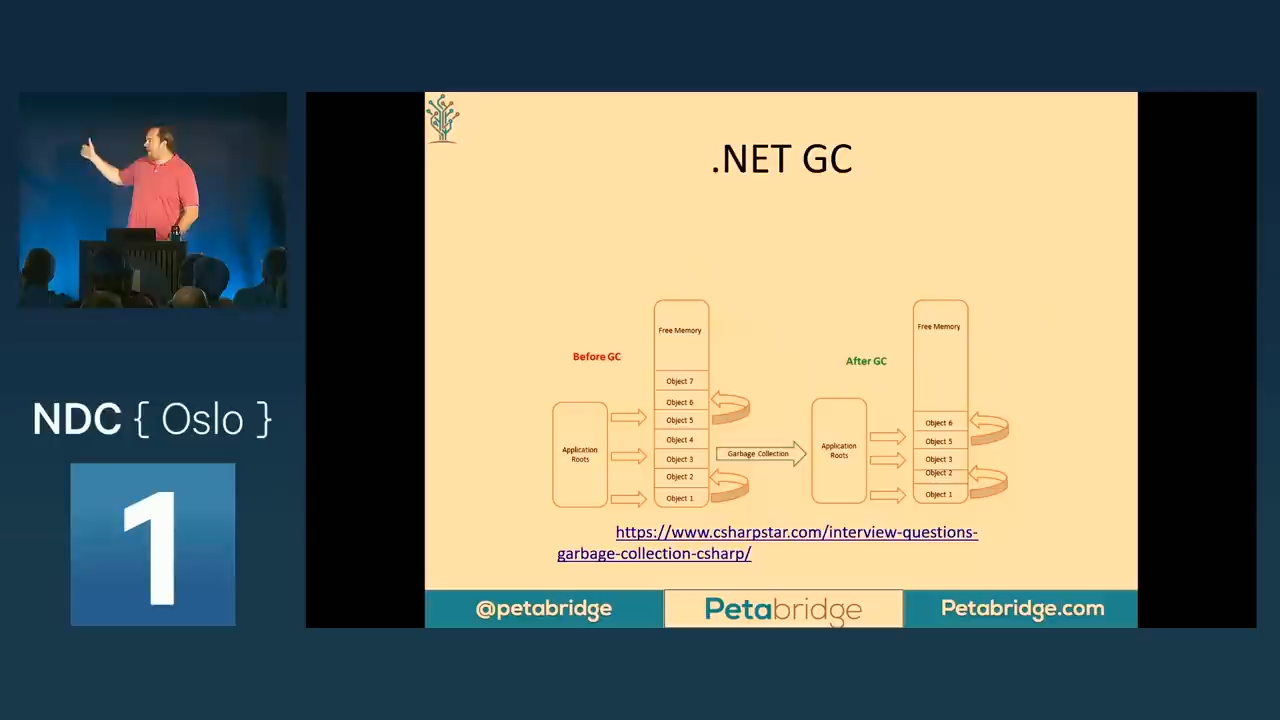 .NET GC
Before GC
Free Memory
Object 7
Object 6
Object 5
Object 4
Object 3
Object 2
Object 1
Application
Roots
Garbage Collection
After GC
Free Memory
Object 6
Object 5
Object 3
Object 2
Object 1
Application
Roots
https://www.csharpstar.com/interview-questions-
garbage-collection-csharp/
@petabridge
Petabridge
Petabridge.com
NDC { Oslo }
1